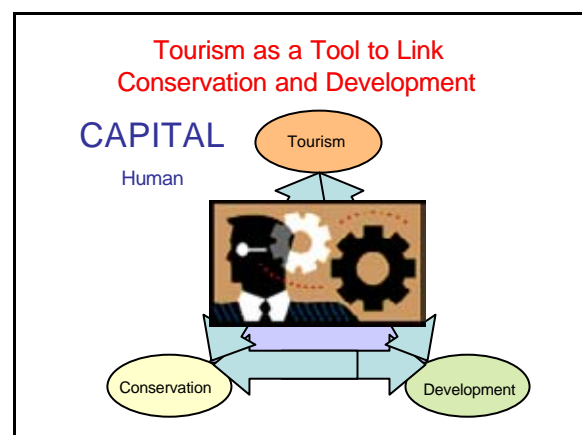 Tourism as a Tool to Link
Conservation and Development
CAPITAL
Human
Tourism
Conservation
Development